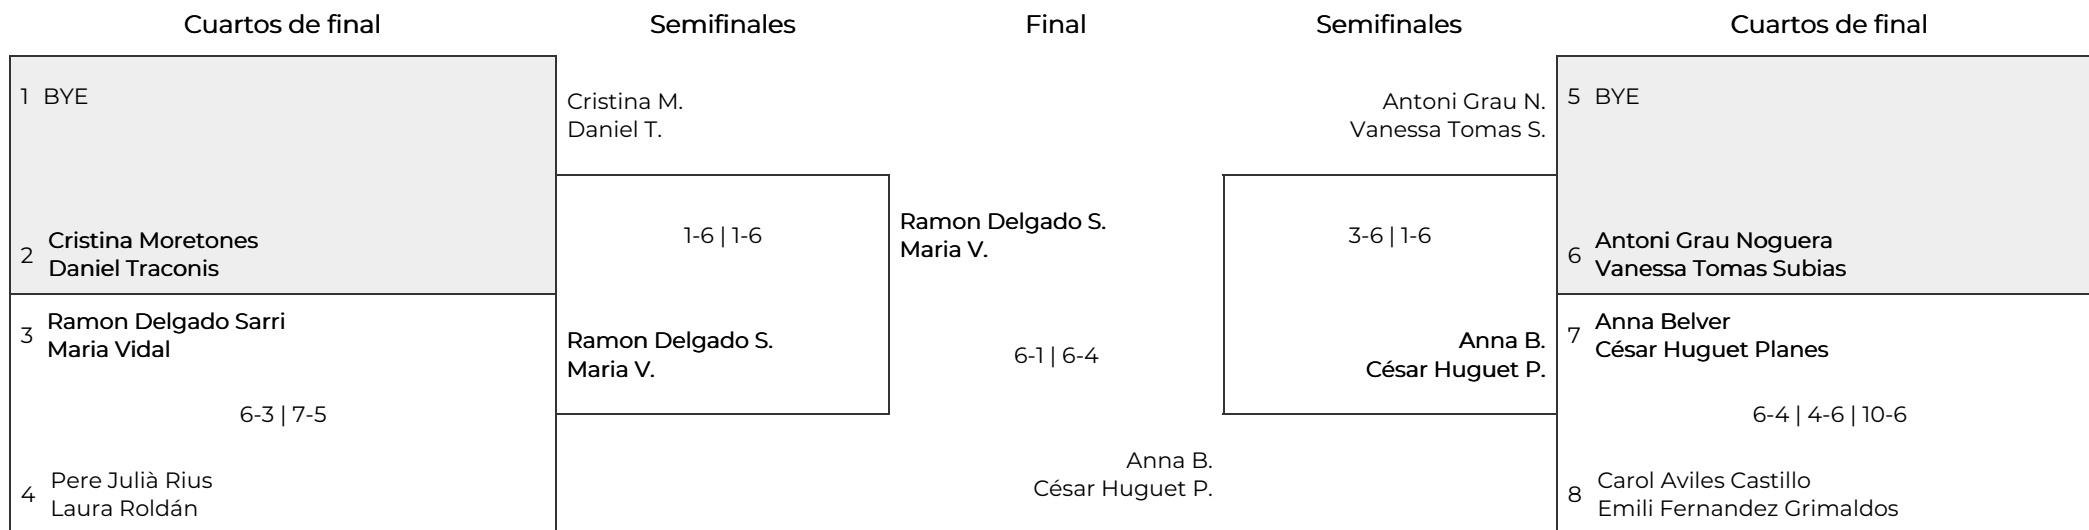 Cuartos de final
Semifinales
Final
Semifinales
Cuartos de final
1 BYE
2 Cristina Moretones
Daniel Traconis
3 Ramon Delgado Sarri
Maria Vidal
6-3 | 7-5
4 Pere Julià Rius
Laura Roldán
Cristina M.
Daniel T.
1-6 | 1-6
Ramon Delgado S.
Maria V.
Ramon Delgado S.
Maria V.
6-1 | 6-4
Anna B.
César Huguet P.
Antoni Grau N.
Vanessa Tomas S.
3-6 | 1-6
Anna B.
César Huguet P.
5 BYE
6 Antoni Grau Noguera
Vanessa Tomas Subias
7 Anna Belver
César Huguet Planes
6-4 | 4-6 | 10-6
8 Carol Aviles Castillo
Emili Fernandez Grimaldos